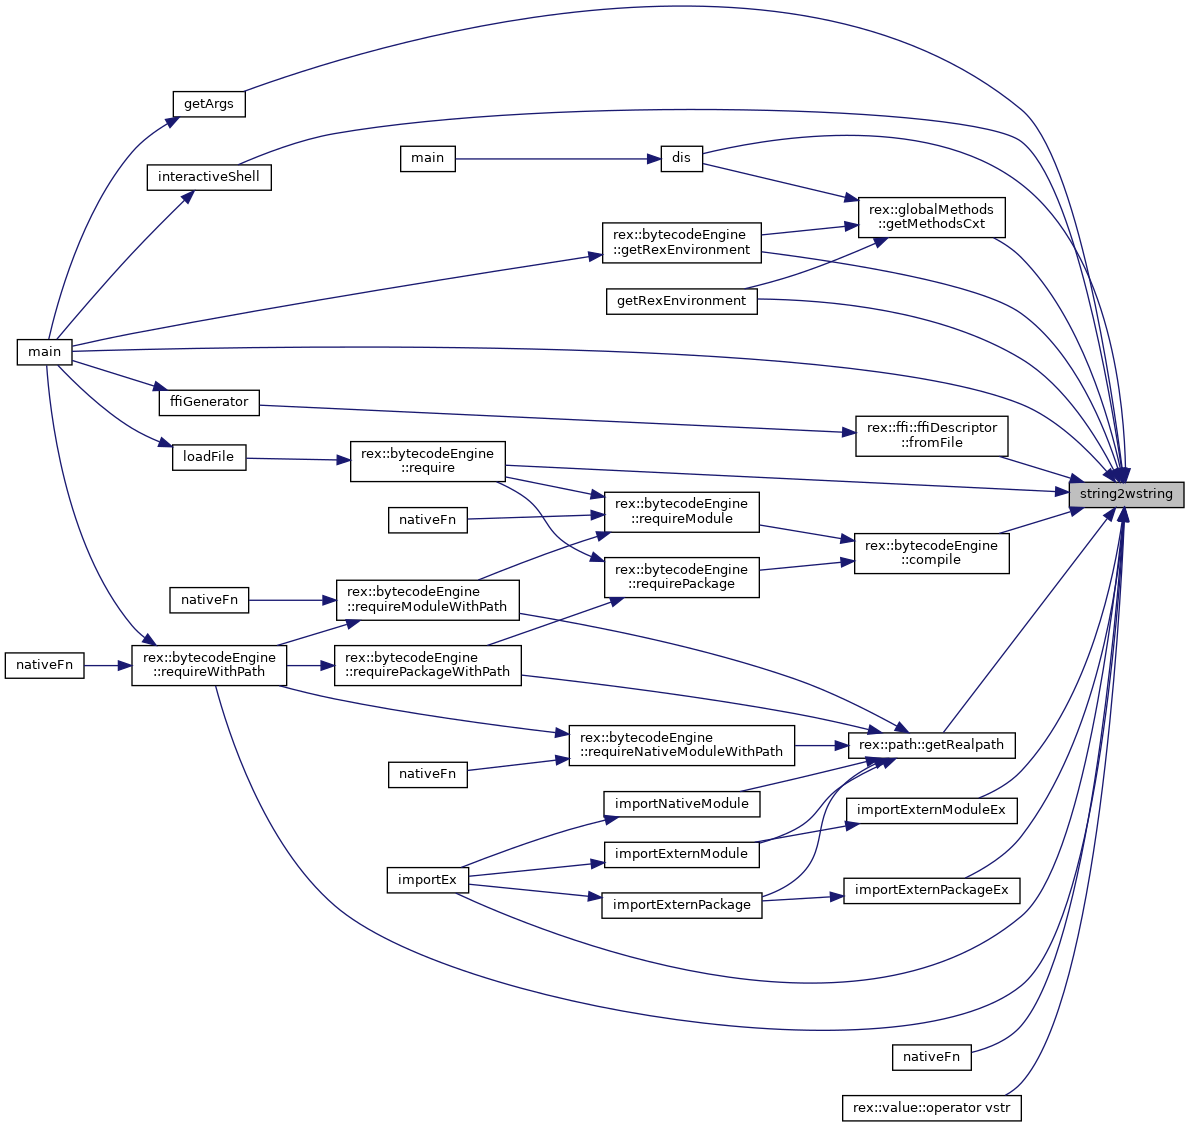 getArgs
interactiveShell
main
dis
rex::globalMethods
::getMethodsCxt
rex::bytecodeEngine
::getRexEnvironment
getRexEnvironment
main
ffiGenerator
rex::ffi::ffiDescriptor
::fromFile
loadFile
rex::bytecodeEngine
::require
string2wstring
rex::bytecodeEngine
::requireModule
nativeFn
rex::bytecodeEngine
::compile
rex::bytecodeEngine
::requirePackage
nativeFn
rex::bytecodeEngine
::requireModuleWithPath
nativeFn
rex::bytecodeEngine
::requireWithPath
rex::bytecodeEngine
::requirePackageWithPath
rex::bytecodeEngine
::requireNativeModuleWithPath
rex::path::getRealpath
nativeFn
importNativeModule
importExternModuleEx
importExternModule
importEx
importExternPackage
importExternPackageEx
nativeFn
rex::value::operator vstr